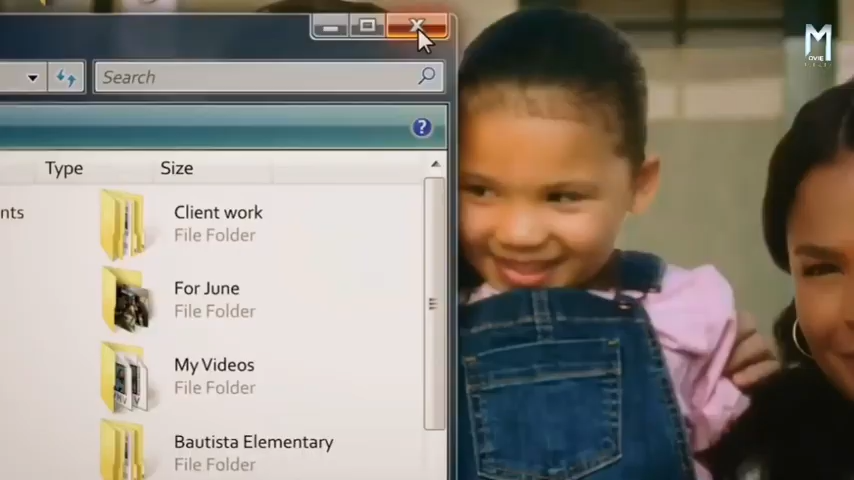 M
OVIE
Search
?
Type
Size
nts
Client work
File Folder
For June
File Folder
My Videos
File Folder
Bautista Elementary
File Folder